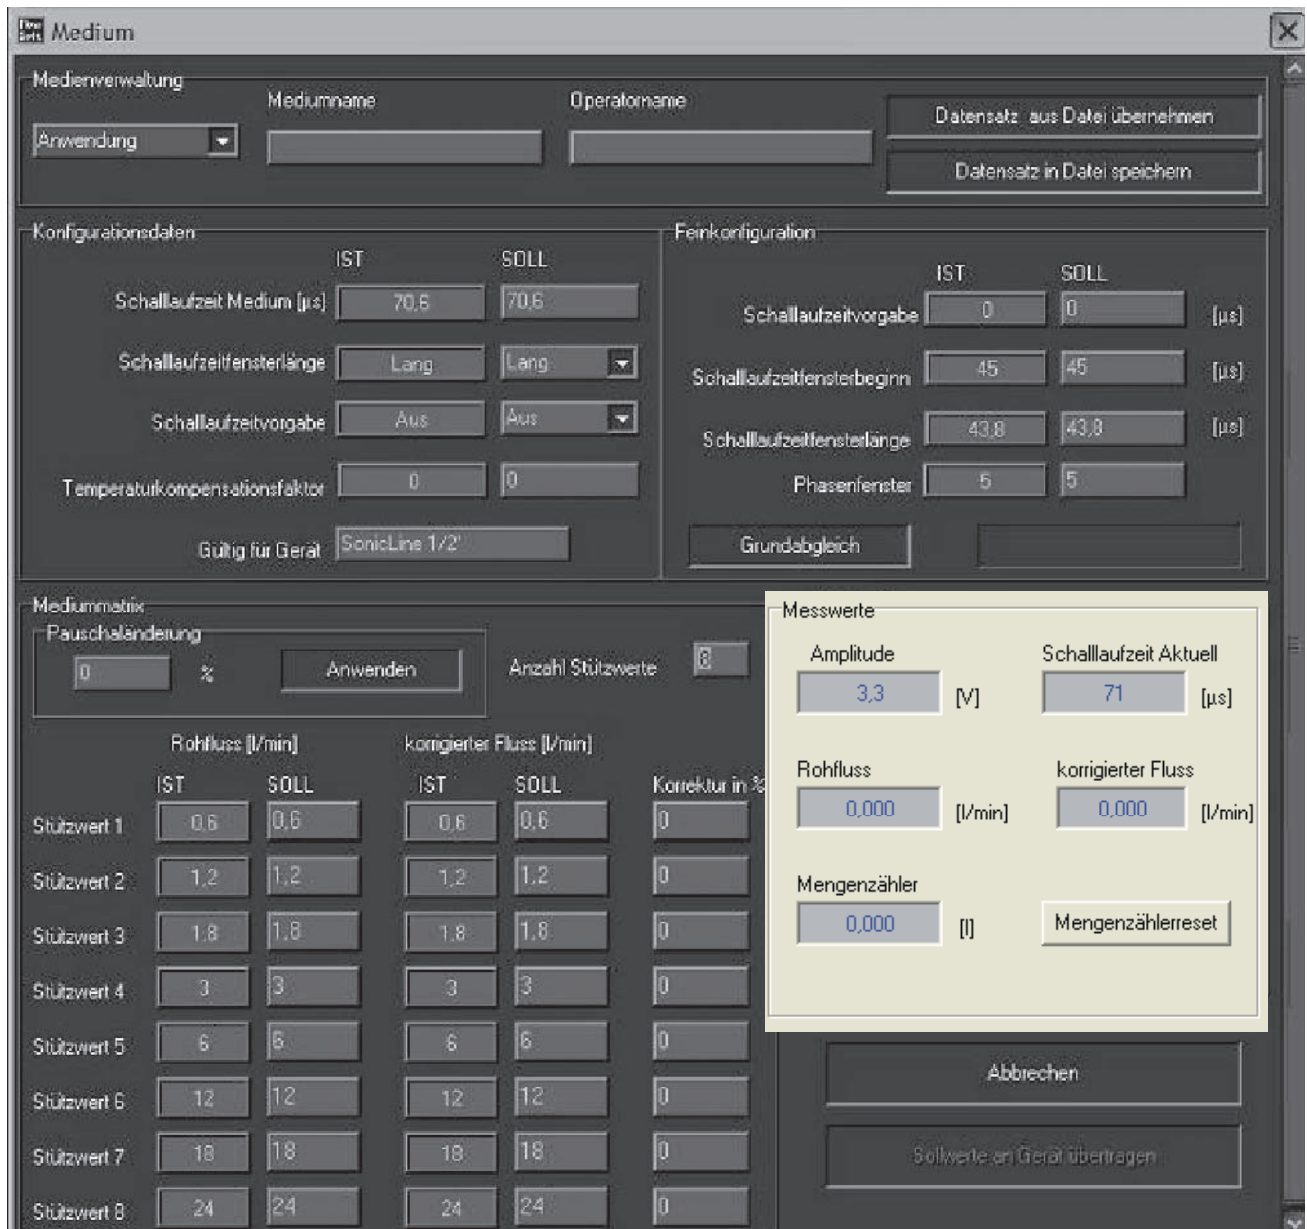 Medium
Medienverwaltung
Mediumname
Operatorname
Anwendung
Datensatz aus Datei übernehmen
Datensatz in Datei speichern
Konfigurationsdaten
IST SOLL
Schalllaufzeit Medium [µs] 70,6 70,6
Schalllaufzeitfensterlänge Lang Lang
Schalllaufzeitvorgabe Aus Aus
Temperaturkompensationsfaktor 0 0
Gültig für Gerät SonicLine 1/2'
Feinkonfiguration
IST SOLL
Schalllaufzeitvorgabe 0 0 [µs]
Schalllaufzeitfensterbeginn 45 45 [µs]
Schalllaufzeitfensterlänge 43,8 43,8 [µs]
Phasenfenster 5 5
Grundabgleich
Mediummatrix
Pauschaländerung
0 % Anwenden
Anzahl Stützwerte 8
Rohfluss [l/min] korrigierter Fluss [l/min]
IST SOLL IST SOLL Korrektur in %
Stützwert 1 0,6 0,6 0,6 0,6 0
Stützwert 2 1,2 1,2 1,2 1,2 0
Stützwert 3 1,8 1,8 1,8 1,8 0
Stützwert 4 3 3 3 3 0
Stützwert 5 6 6 6 6 0
Stützwert 6 12 12 12 12 0
Stützwert 7 18 18 18 18 0
Stützwert 8 24 24 24 24 0
Messwerte
Amplitude Schalllaufzeit Aktuell
3,3 [V] 71 [µs]
Rohfluss korrigierter Fluss
0,000 [l/min] 0,000 [l/min]
Mengenzähler
0,000 [l] Mengenzählerreset
Abbrechen
Sollwerte an Gerät übertragen